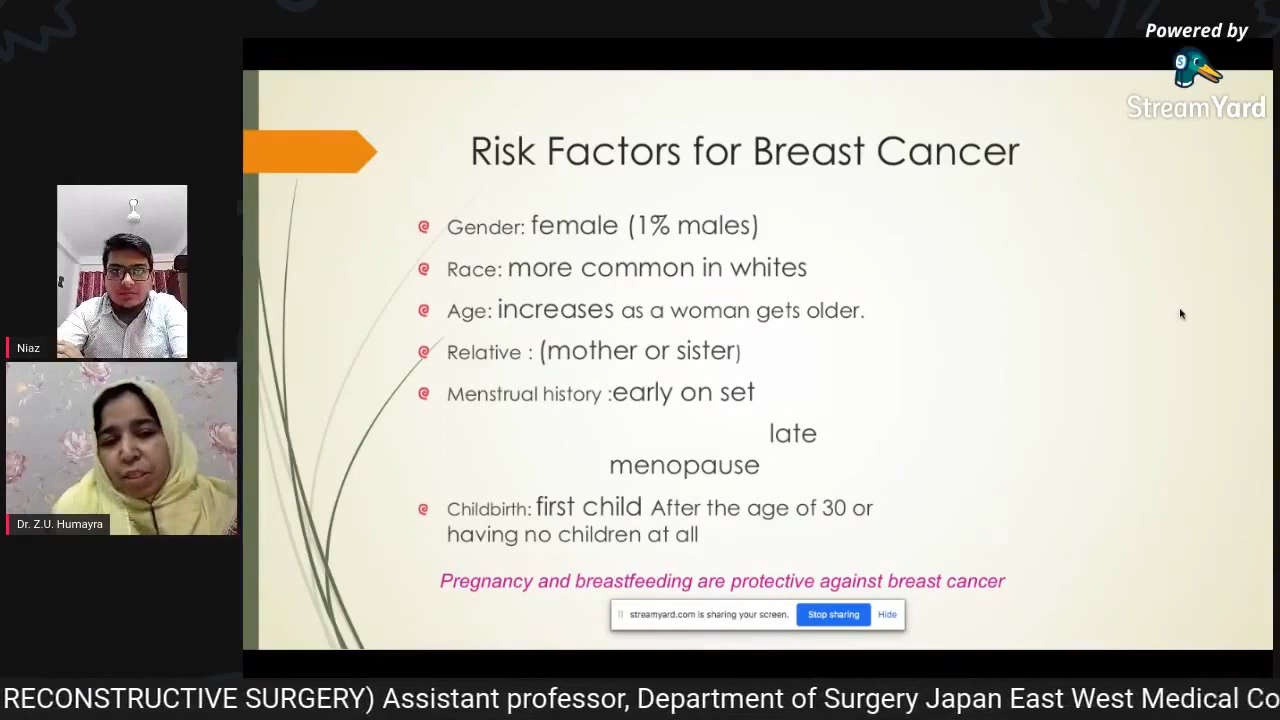 Powered by
StreamYard
Risk Factors for Breast Cancer
Gender: female (1% males)
Race: more common in whites
Age: increases as a woman gets older.
Relative : (mother or sister)
Menstrual history :early on set
late
menopause
Childbirth: first child After the age of 30 or
having no children at all
Pregnancy and breastfeeding are protective against breast cancer
streamyard.com is sharing your screen. Stop sharing Hide
Niaz
Dr. Z.U. Humayra
RECONSTRUCTIVE SURGERY) Assistant professor, Department of Surgery Japan East West Medical Co